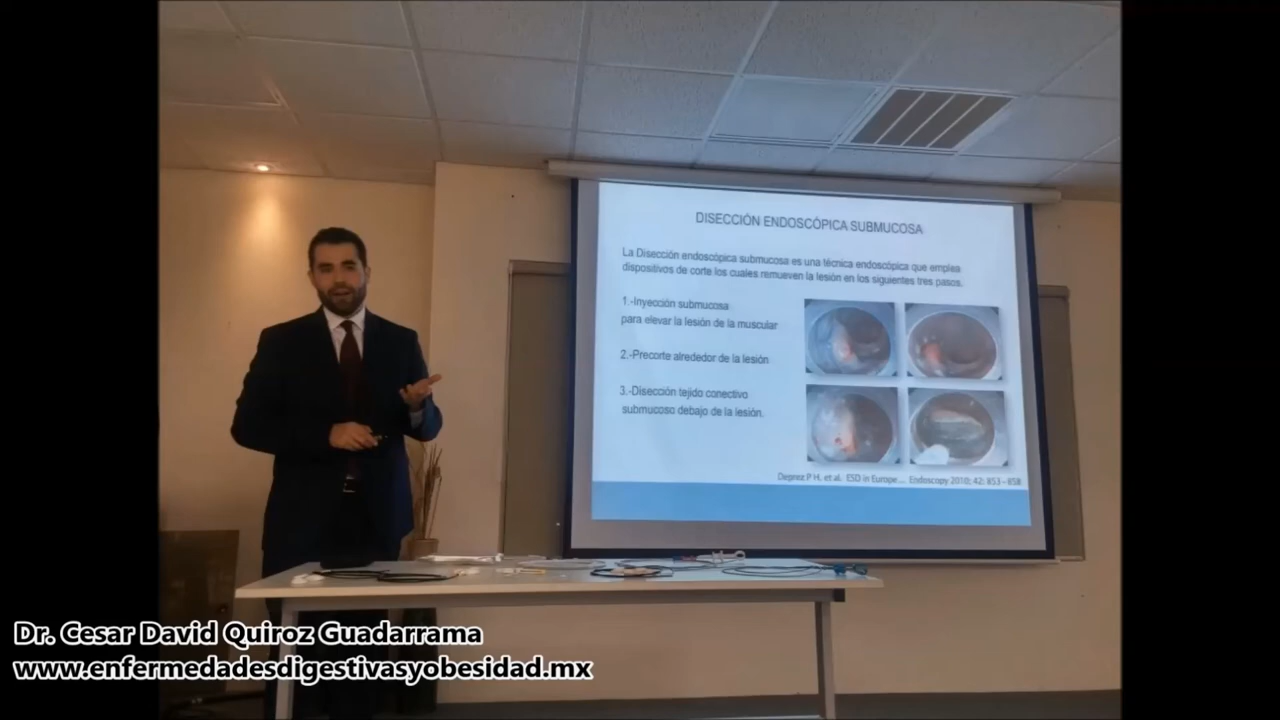 DISECCIÓN ENDOSCÓPICA SUBMUCOSA
La Disección endoscópica submucosa es una técnica endoscópica que emplea
dispositivos de corte los cuales remueven la lesión en los siguientes tres pasos.
1.-Inyección submucosa
para elevar la lesión de la muscular
2.-Precorte alrededor de la lesión
3.-Disección tejido conectivo
submucoso debajo de la lesión.
Deprez P H, et al. ESD in Europe... Endoscopy 2010; 42: 853-858
Dr. Cesar David Quiroz Guadarrama
www.enfermedadesdigestivasyobesidad.mx